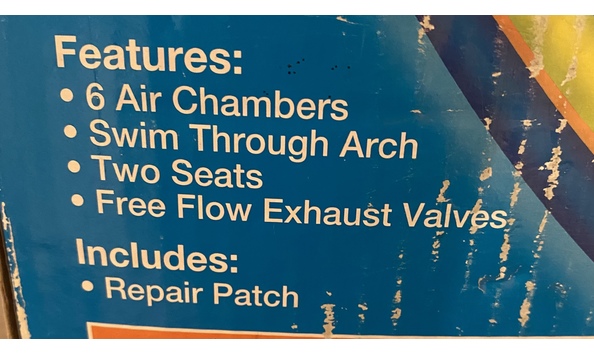 Features:
• 6 Air Chambers
• Swim Through Arch
• Two Seats
• Free Flow Exhaust Valves
Includes:
• Repair Patch